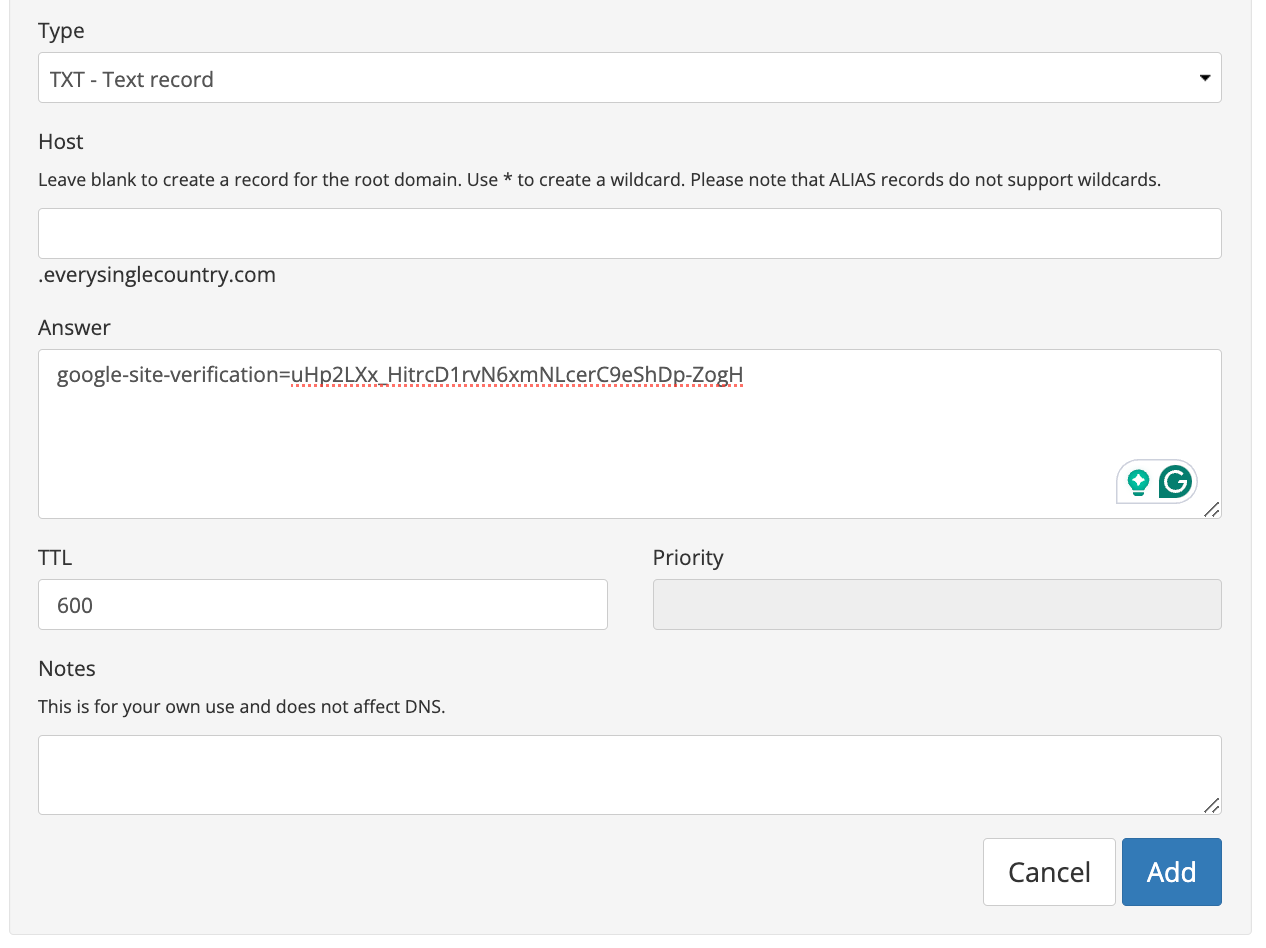 Type
TXT - Text record
Host
Leave blank to create a record for the root domain. Use * to create a wildcard. Please note that ALIAS records do not support wildcards.
.everysinglecountry.com
Answer
google-site-verification=uHp2LXx_HitrcD1rvN6xmNLcerC9eShDp-ZogH
TTL
Priority
600
Notes
This is for your own use and does not affect DNS.
Cancel
Add